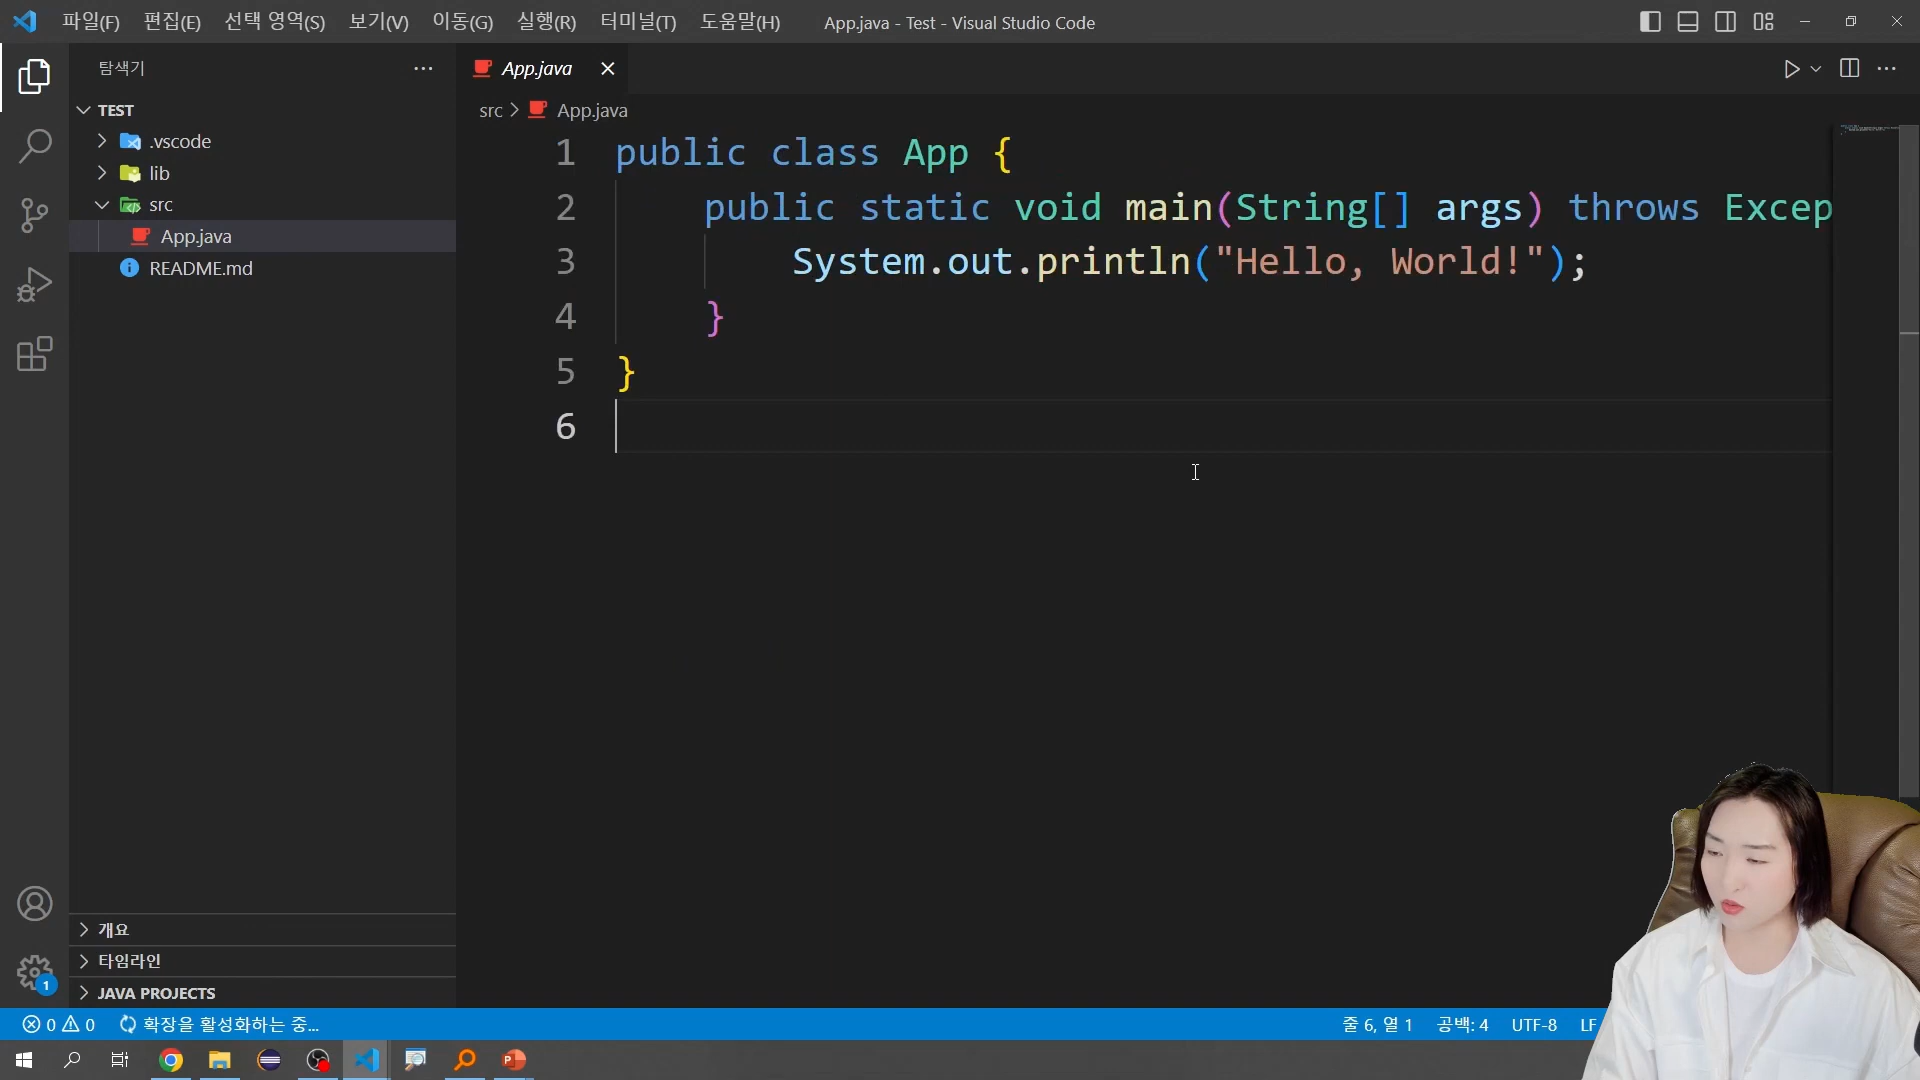 파일(F) 편집(E) 선택 영역(S) 보기(V) 이동(G) 실행(R) 터미널(T) 도움말(H) App.java - Test - Visual Studio Code
탐색기
App.java
TEST
src App.java
.vscode
lib
src
App.java
README.md
1 public class App {
2 public static void main(String[] args) throws Excep
3 System.out.println("Hello, World!");
4 }
5 }
6
개요
타임라인
JAVA PROJECTS
1
0 0 확장을 활성화하는 중... 줄 6, 열 1 공백: 4 UTF-8 LF